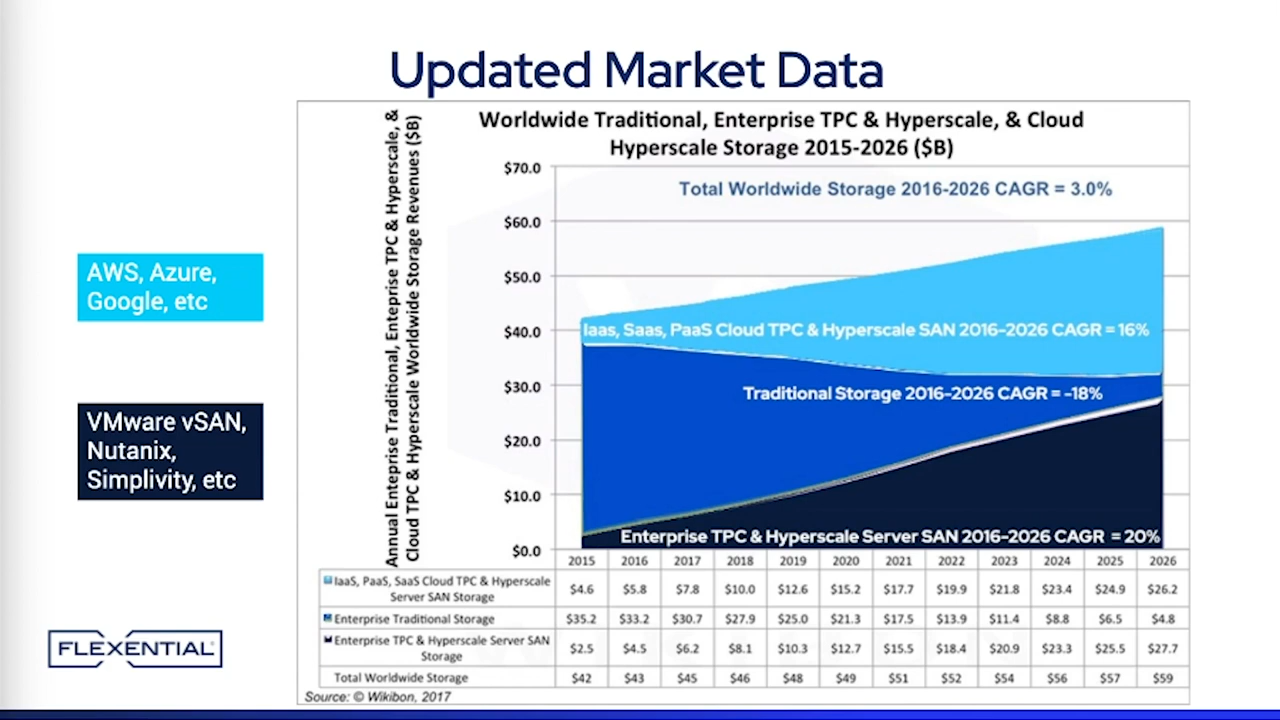 Updated Market Data
Worldwide Traditional, Enterprise TPC & Hyperscale, & Cloud
Hyperscale Storage 2015-2026 ($B)
Annual Enterprise Traditional, Enteprise TPC & Hyperscale, &
Cloud TPC & Hyperscale Worldwide Storage Revenues ($B)
$70.0
$60.0
$50.0
$40.0
$30.0
$20.0
$10.0
$0.0
Total Worldwide Storage 2016-2026 CAGR = 3.0%
Iaas, Saas, PaaS Cloud TPC & Hyperscale SAN 2016-2026 CAGR = 16%
Traditional Storage 2016-2026 CAGR = -18%
Enterprise TPC & Hyperscale Server SAN 2016-2026 CAGR = 20%
AWS, Azure,
Google, etc
VMware vSAN,
Nutanix,
Simplivity, etc
2015 2016 2017 2018 2019 2020 2021 2022 2023 2024 2025 2026
IaaS, PaaS, SaaS Cloud TPC & Hyperscale
Server SAN Storage
$4.6 $5.8 $7.8 $10.0 $12.6 $15.2 $17.7 $19.9 $21.8 $23.4 $24.9 $26.2
Enterprise Traditional Storage $35.2 $33.2 $30.7 $27.9 $25.0 $21.3 $17.5 $13.9 $11.4 $8.8 $6.5 $4.8
Enterprise TPC & Hyperscale Server SAN
Storage
$2.5 $4.5 $6.2 $8.1 $10.3 $12.7 $15.5 $18.4 $20.9 $23.3 $25.5 $27.7
Total Worldwide Storage $42 $43 $45 $46 $48 $49 $51 $52 $54 $56 $57 $59
Source: © Wikibon, 2017
FLEXENTIAL